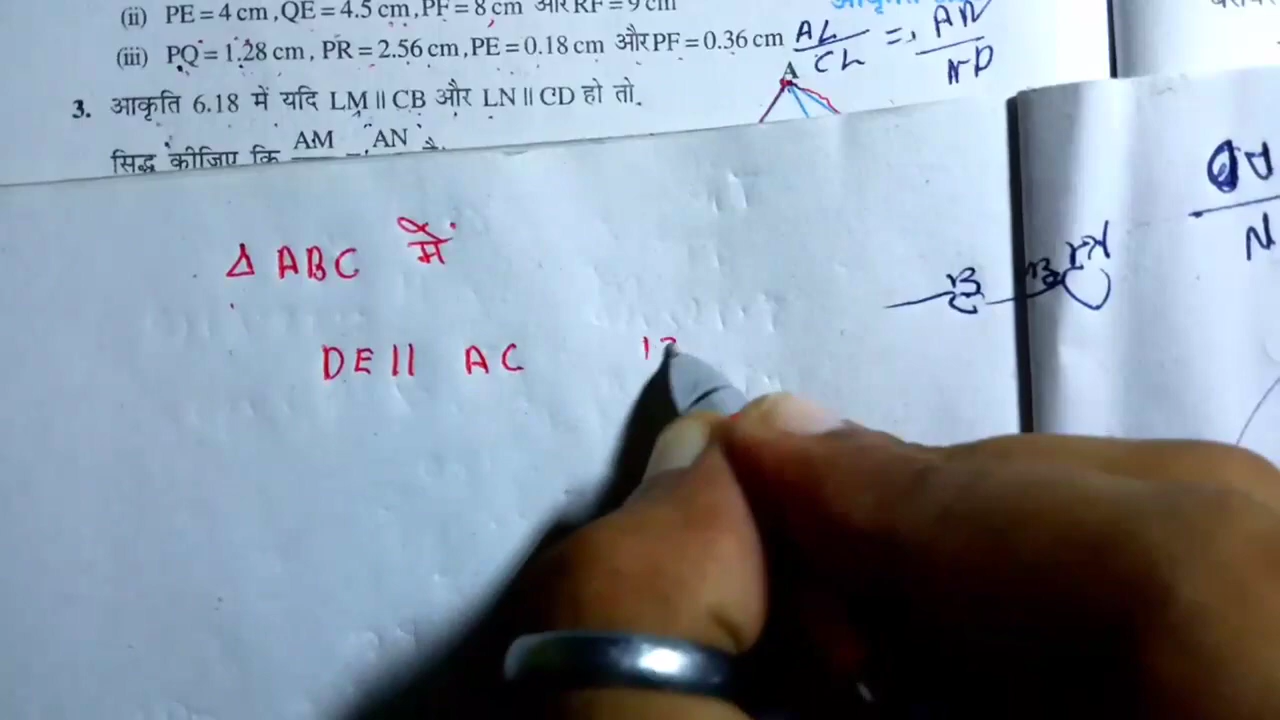 (ii) PE = 4 cm, QE = 4.5 cm, PF = 8 cm और RF = 9 cm
(iii) PQ = 1.28 cm, PR = 2.56 cm, PE = 0.18 cm और PF = 0.36 cm
AL/CL = AN/ND
A
3. आकृति 6.18 में यदि LM || CB और LN || CD हो तो
सिद्ध कीजिए कि AM AN है
Δ ABC में
DE || AC